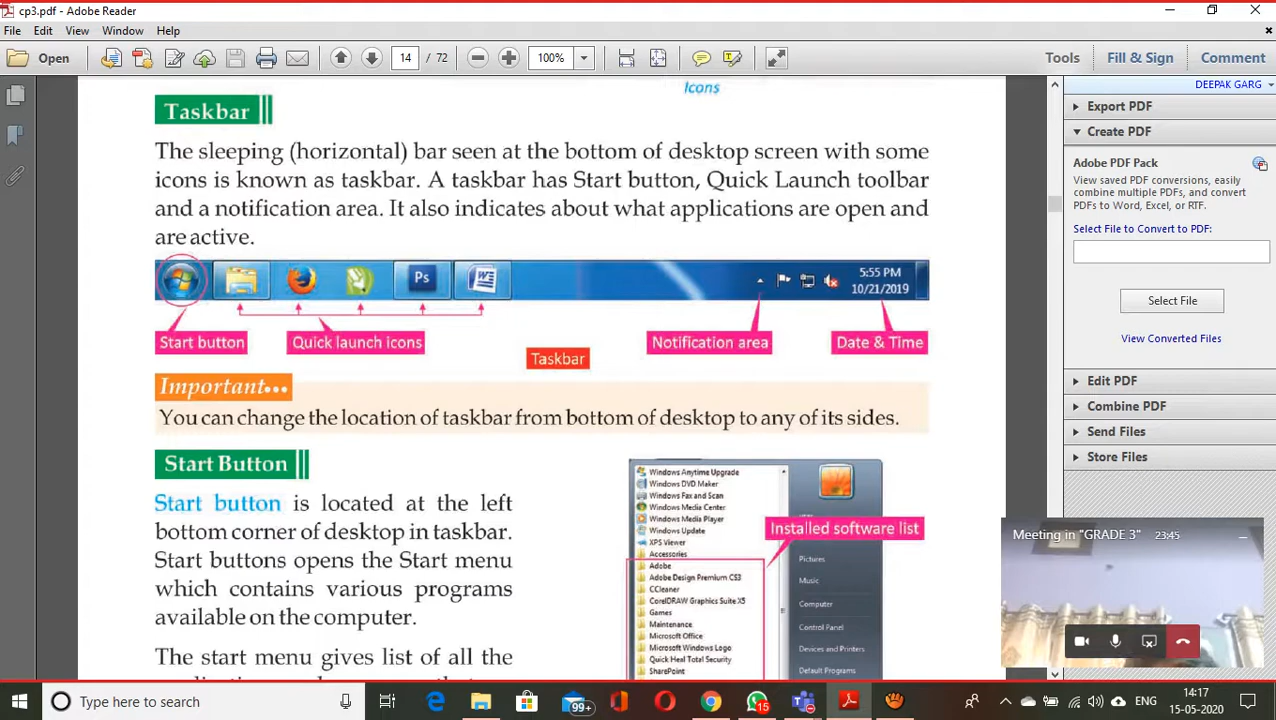 cp3.pdf - Adobe Reader
File Edit View Window Help
Open 14 / 72 100% Tools Fill & Sign Comment
DEEPAK GARG
Icons
Taskbar
The sleeping (horizontal) bar seen at the bottom of desktop screen with some
icons is known as taskbar. A taskbar has Start button, Quick Launch toolbar
and a notification area. It also indicates about what applications are open and
are active.
Ps W 5:55 PM
10/21/2019
Start button Quick launch icons Notification area Date & Time
Taskbar
Important...
You can change the location of taskbar from bottom of desktop to any of its sides.
Start Button
Start button is located at the left
bottom corner of desktop in taskbar.
Start buttons opens the Start menu
which contains various programs
available on the computer.
The start menu gives list of all the
Windows Anytime Upgrade
Windows DVD Maker
Windows Fax and Scan
Windows Media Center
Windows Media Player
Windows Update
XPS Viewer
Accessories
Adobe
Adobe Design Premium CS3
CCleaner
CorelDRAW Graphics Suite X5
Games
Maintenance
Microsoft Office
Microsoft Windows Logo
Quick Heal Total Security
SharePoint
Installed software list
Pictures
Music
Computer
Control Panel
Devices and Printers
Default Programs
Export PDF
Create PDF
Adobe PDF Pack
View saved PDF conversions, easily
combine multiple PDFs, and convert
PDFs to Word, Excel, or RTF.
Select File to Convert to PDF:
Select File
View Converted Files
Edit PDF
Combine PDF
Send Files
Store Files
Meeting in "GRADE 3" 23:45
Type here to search 99+ 15 ENG 14:17
15-05-2020